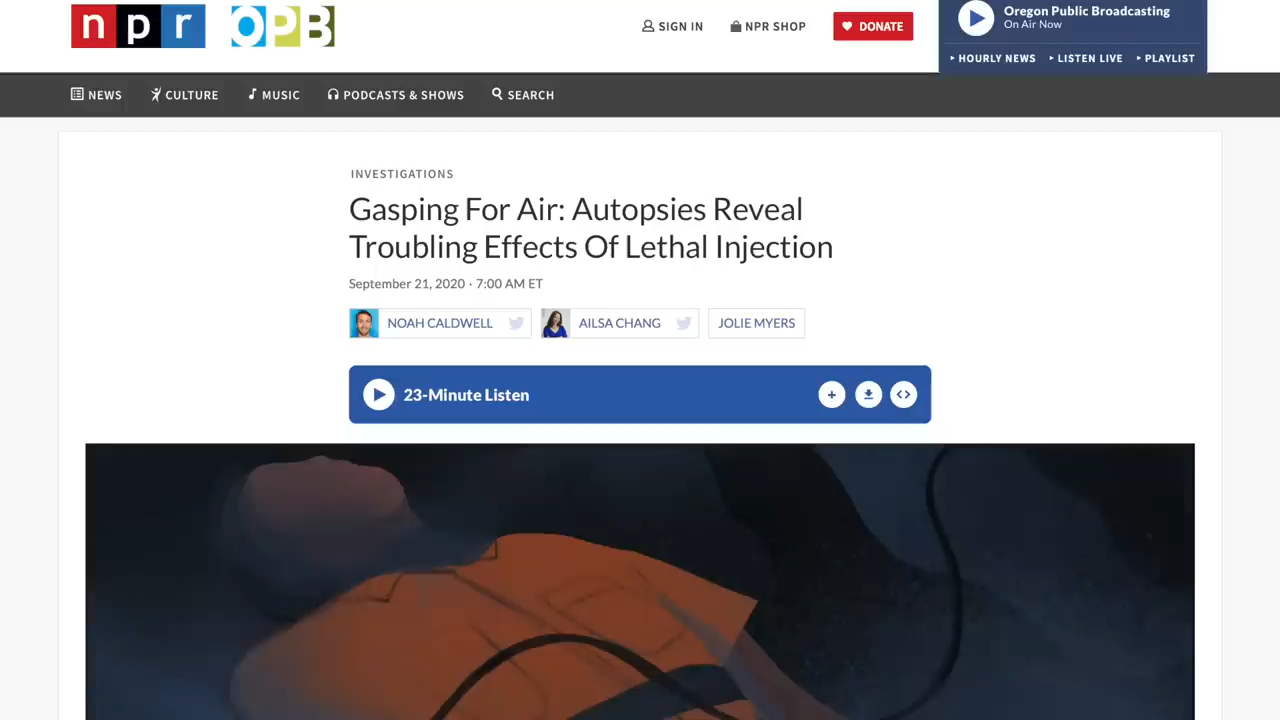 npr OPB
SIGN IN
NPR SHOP
DONATE
Oregon Public Broadcasting
On Air Now
HOURLY NEWS
LISTEN LIVE
PLAYLIST
NEWS
CULTURE
MUSIC
PODCASTS & SHOWS
SEARCH
INVESTIGATIONS
Gasping For Air: Autopsies Reveal
Troubling Effects Of Lethal Injection
September 21, 2020 · 7:00 AM ET
NOAH CALDWELL
AILSA CHANG
JOLIE MYERS
23-Minute Listen